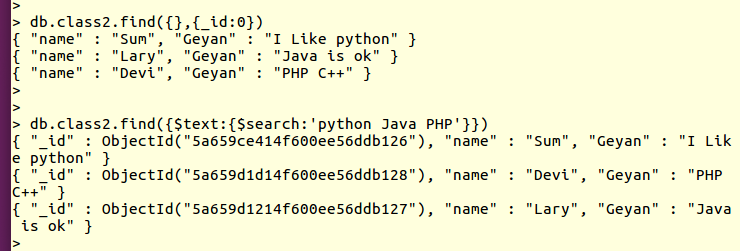 >
> db.class2.find({},{_id:0})
{ "name" : "Sum", "Geyan" : "I Like python" }
{ "name" : "Lary", "Geyan" : "Java is ok" }
{ "name" : "Devi", "Geyan" : "PHP C++" }
>
>
> db.class2.find({$text:{$search:'python Java PHP'}})
{ "_id" : ObjectId("5a659ce414f600ee56ddb126"), "name" : "Sum", "Geyan" : "I Lik
e python" }
{ "_id" : ObjectId("5a659d1d14f600ee56ddb128"), "name" : "Devi", "Geyan" : "PHP
C++" }
{ "_id" : ObjectId("5a659d1214f600ee56ddb127"), "name" : "Lary", "Geyan" : "Java
 is ok" }
>